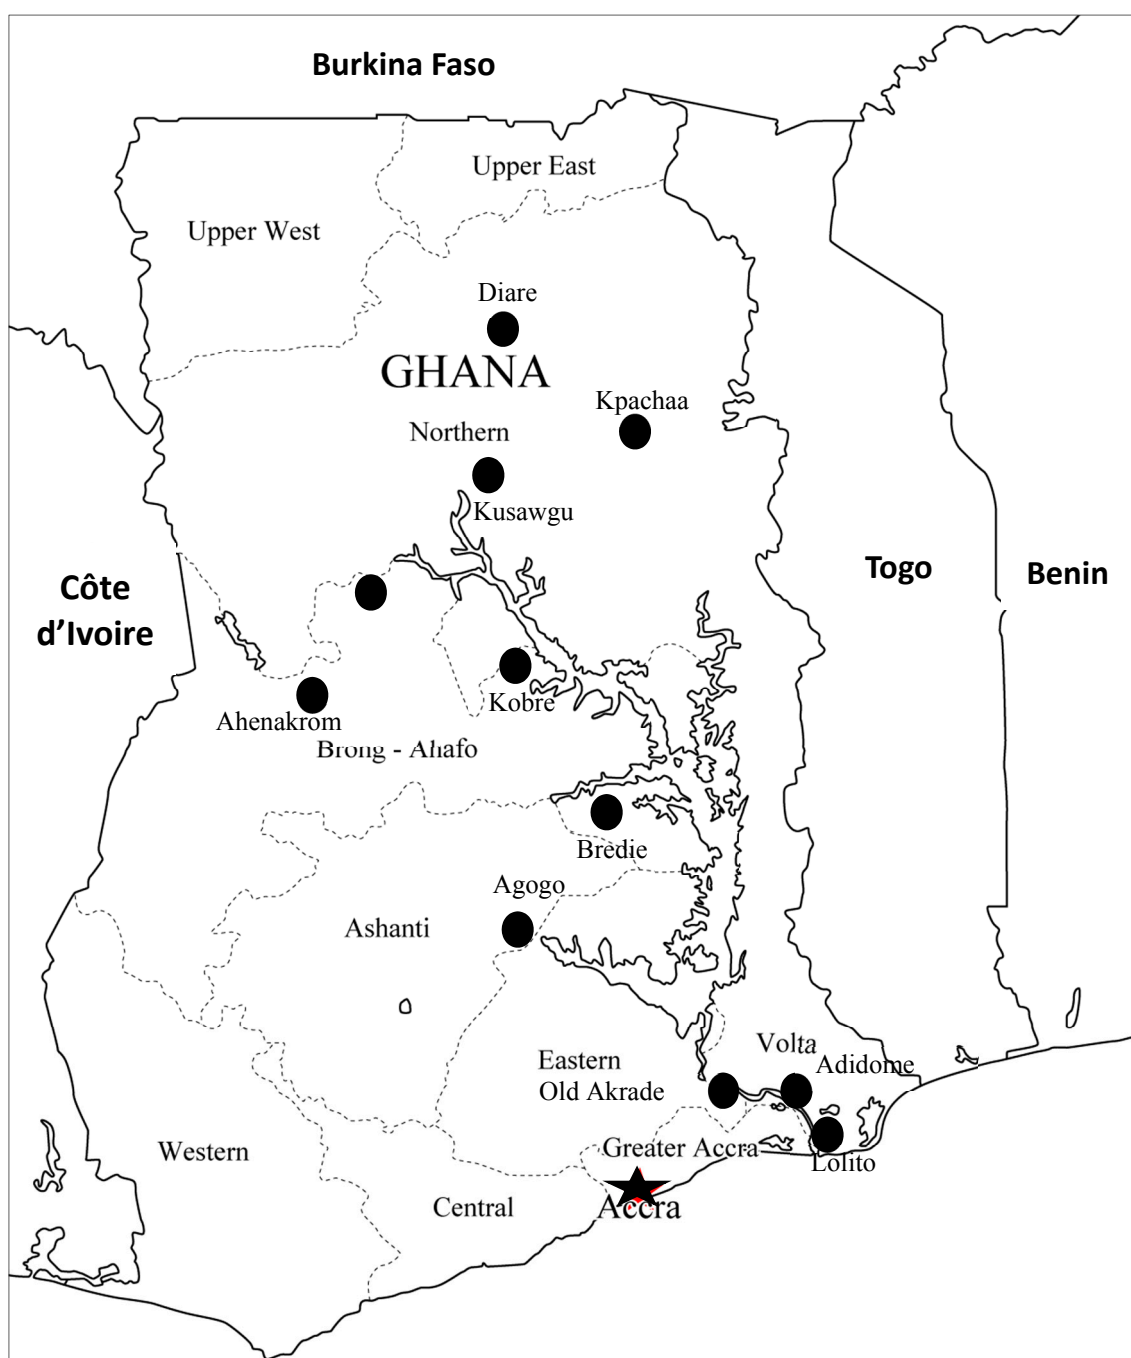 Burkina Faso
Upper East
Upper West
Diare
GHANA
Kpachaa
Northern
Kusawgu
Togo
Benin
Côte
d’Ivoire
Kobre
Ahenakrom
Brong - Ahafo
Bredie
Agogo
Ashanti
Volta
Eastern
Adidome
Old Akrade
Greater Accra
Western
Lolito
Central
Accra